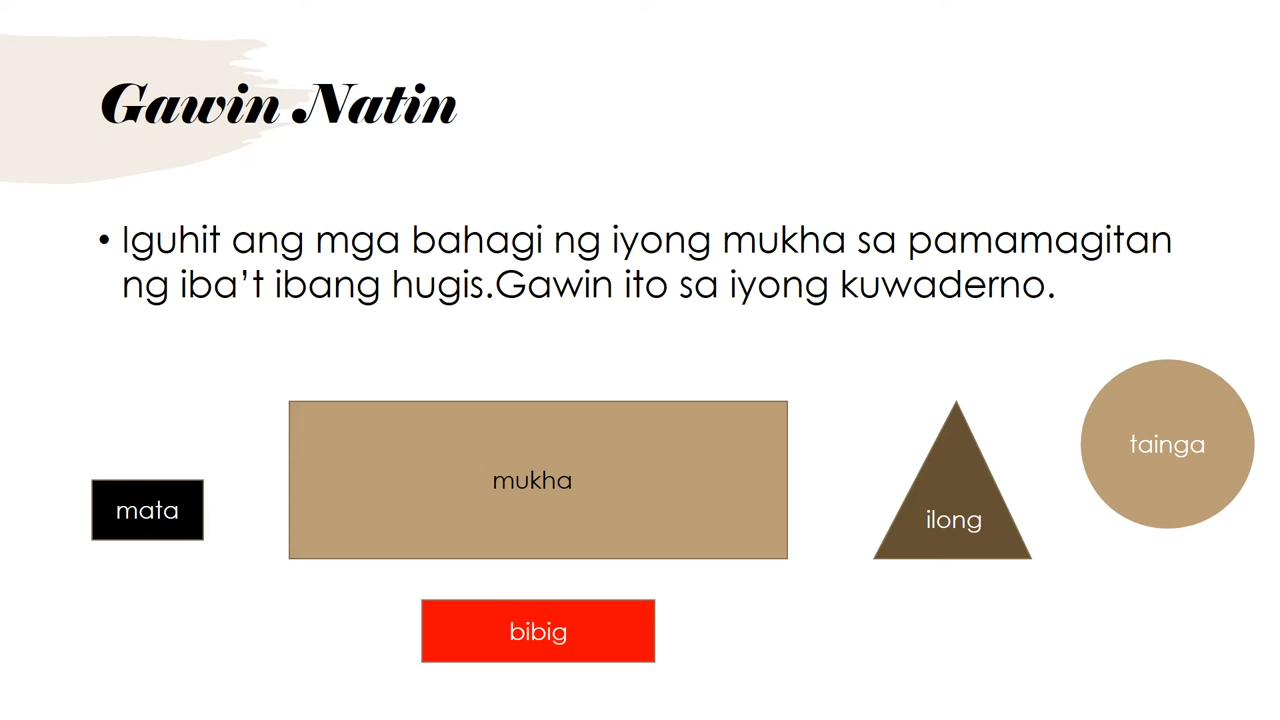 Gawin Natin
• Iguhit ang mga bahagi ng iyong mukha sa pamamagitan
ng iba’t ibang hugis.Gawin ito sa iyong kuwaderno.
mata
mukha
ilong
tainga
bibig